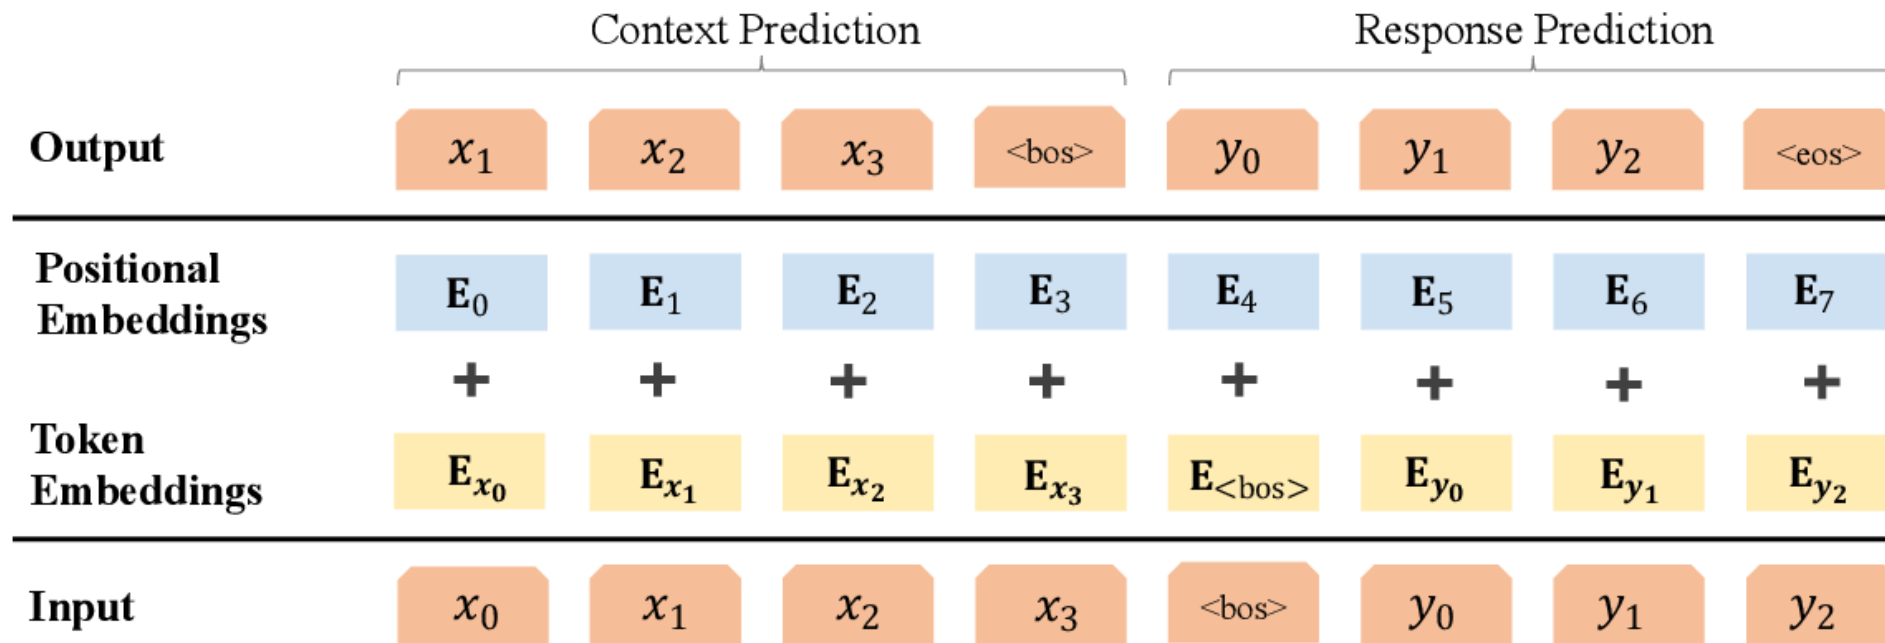 Context Prediction Response Prediction
Output x₁ x₂ x₃ <bos> y₀ y₁ y₂ <eos>
Positional Embeddings E₀ E₁ E₂ E₃ E₄ E₅ E₆ E₇
+ + + + + + + +
Token Embeddings Eₓ₀ Eₓ₁ Eₓ₂ Eₓ₃ E<bos> Ey₀ Ey₁ Ey₂
Input x₀ x₁ x₂ x₃ <bos> y₀ y₁ y₂